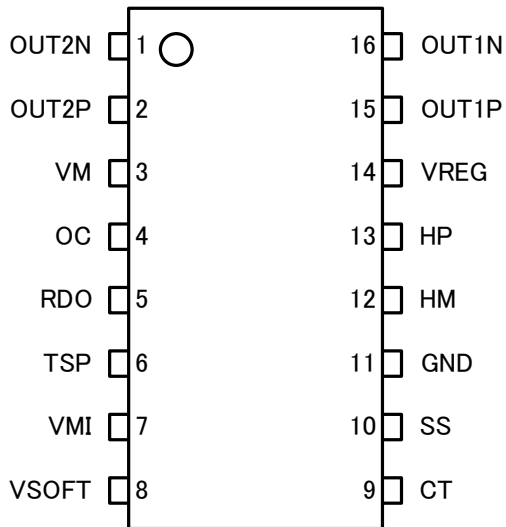 OUT2N 1 16 OUT1N
OUT2P 2 15 OUT1P
VM 3 14 VREG
OC 4 13 HP
RDO 5 12 HM
TSP 6 11 GND
VMI 7 10 SS
VSOFT 8 9 CT